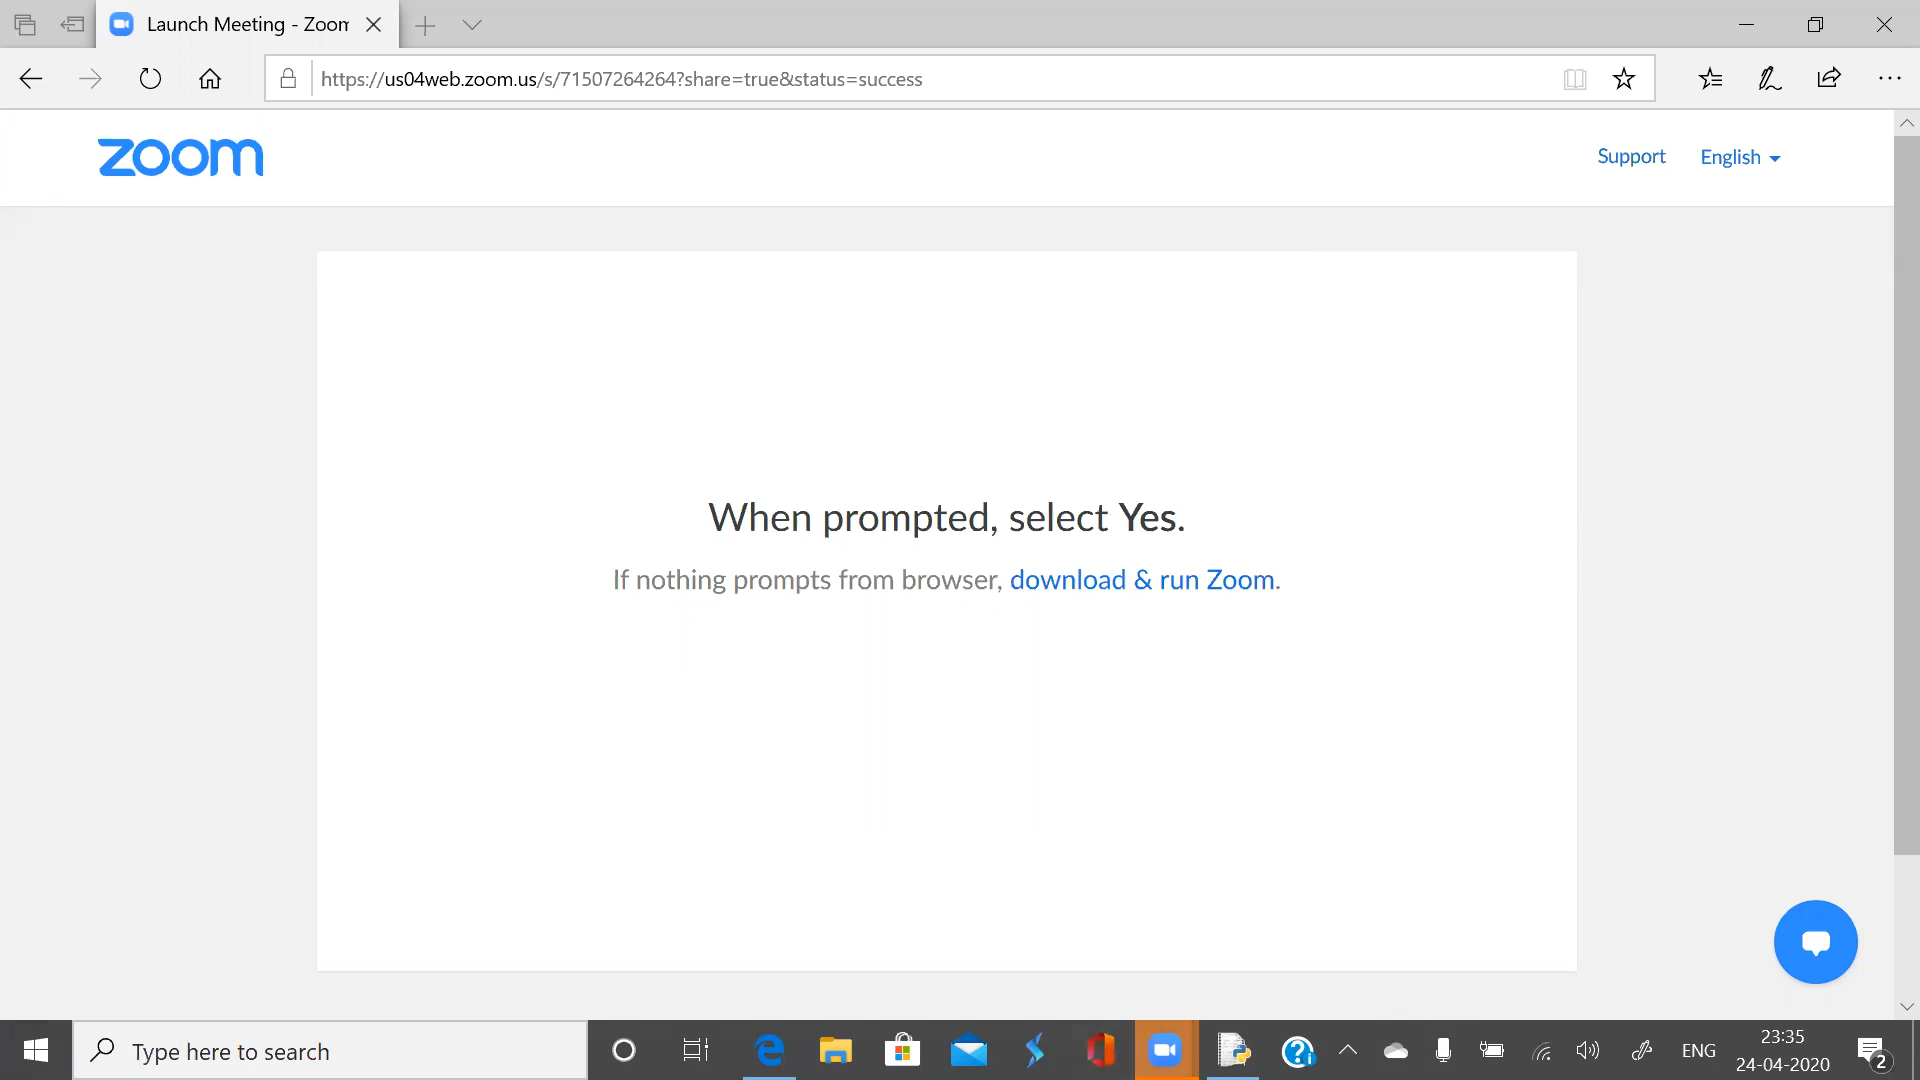 Launch Meeting - Zoom
https://us04web.zoom.us/s/71507264264?share=true&status=success
zoom
Support
English
When prompted, select Yes.
If nothing prompts from browser, download & run Zoom.
Type here to search
ENG
23:35
24-04-2020
2